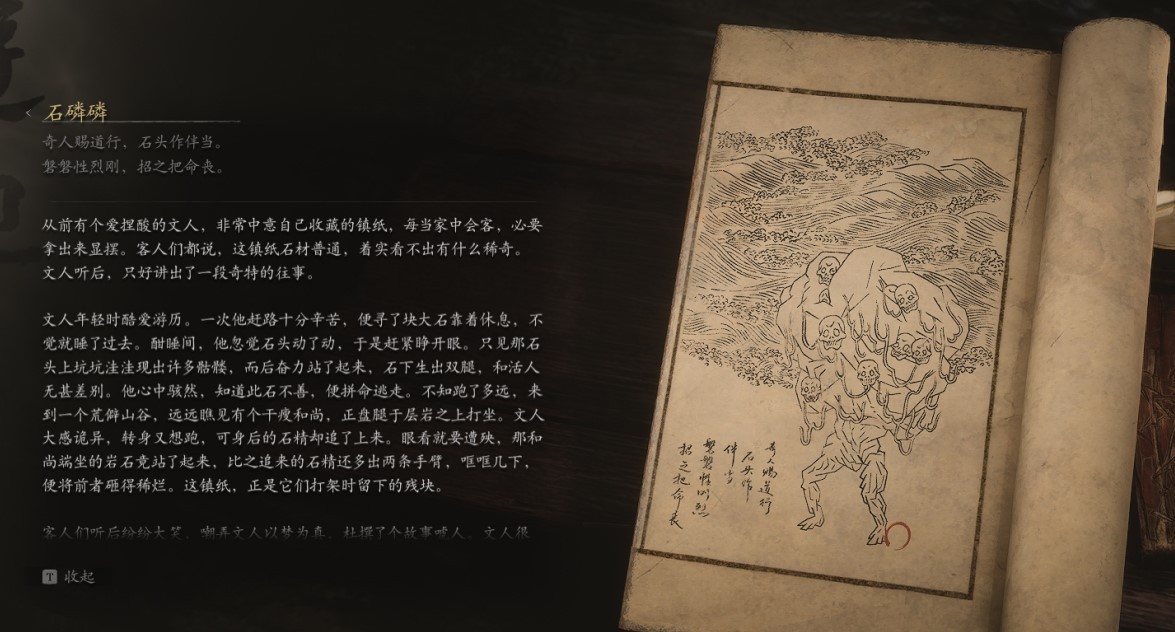 石磷磷
奇人赐道行，石头作伴当。
磐磐性烈刚，招之把命丧。
从前有个爱捏酸的文人，非常中意自己收藏的镇纸，每当家中会客，必要
拿出来显摆。客人们都说，这镇纸石材普通，着实看不出有什么稀奇。
文人听后，只好讲出了一段奇特的往事。
文人年轻时酷爱游历。一次他赶路十分辛苦，便寻了块大石靠着休息，不
觉就睡了过去。酣睡间，他忽觉石头动了动，于是赶紧睁开眼。只见那石
头上坑坑洼洼现出许多骷髅，而后奋力站了起来，石下生出双腿，和活人
无甚差别。他心中骇然，知道此石不善，便拼命逃走。不知跑了多远，来
到一个荒僻山谷，远远瞧见有个干瘦和尚，正盘腿于层岩之上打坐。文人
大感诡异，转身又想跑，可身后的石精却追了上来。眼看就要遭殃，那和
尚端坐的岩石竟站了起来，比之追来的石精还多出两条手臂，哐哐几下，
便将前者砸得稀烂。这镇纸，正是它们打架时留下的残块。
客人们听后纷纷大笑，嘲弄文人以梦为真，杜撰了个故事唬人。文人很
T 收起
奇人赐道行
石头作
伴当
磐磐性刚烈
招之把命丧